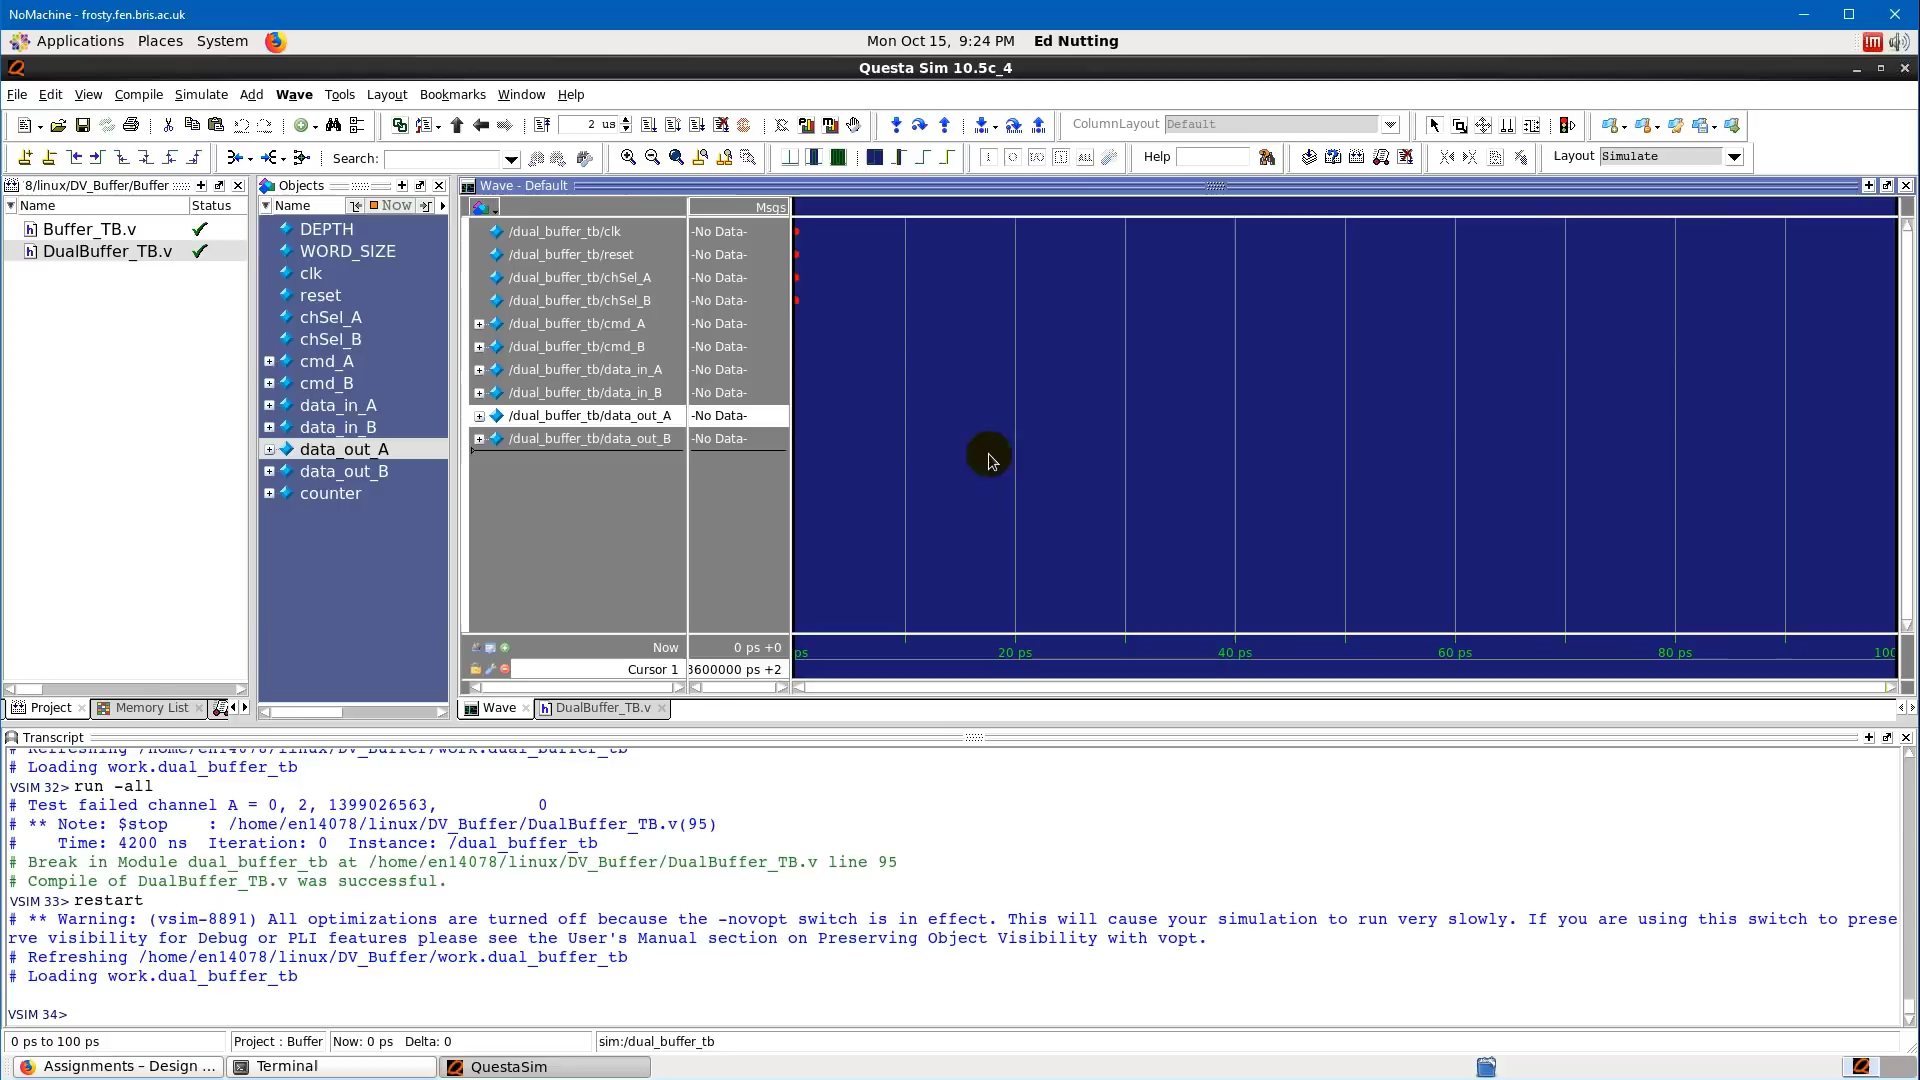 NoMachine - frosty.fen.bris.ac.uk
Applications Places System Mon Oct 15, 9:24 PM Ed Nutting
Questa Sim 10.5c_4
File Edit View Compile Simulate Add Wave Tools Layout Bookmarks Window Help
2 us ColumnLayout Default
Search: Help Layout Simulate
8/linux/DV_Buffer/Buffer
Name Status
Buffer_TB.v
DualBuffer_TB.v
Project Memory List
Objects
Name Now
DEPTH
WORD_SIZE
clk
reset
chSel_A
chSel_B
cmd_A
cmd_B
data_in_A
data_in_B
data_out_A
data_out_B
counter
Wave - Default
Msgs
/dual_buffer_tb/clk -No Data-
/dual_buffer_tb/reset -No Data-
/dual_buffer_tb/chSel_A -No Data-
/dual_buffer_tb/chSel_B -No Data-
/dual_buffer_tb/cmd_A -No Data-
/dual_buffer_tb/cmd_B -No Data-
/dual_buffer_tb/data_in_A -No Data-
/dual_buffer_tb/data_in_B -No Data-
/dual_buffer_tb/data_out_A -No Data-
/dual_buffer_tb/data_out_B -No Data-
Now 0 ps +0 ps 20 ps 40 ps 60 ps 80 ps 100
Cursor 1 3600000 ps +2
Wave DualBuffer_TB.v
Transcript
# Refreshing /home/en14078/linux/DV_Buffer/work.dual_buffer_tb
# Loading work.dual_buffer_tb
VSIM 32> run -all
# Test failed channel A = 0, 2, 1399026563, 0
# ** Note: $stop : /home/en14078/linux/DV_Buffer/DualBuffer_TB.v(95)
# Time: 4200 ns Iteration: 0 Instance: /dual_buffer_tb
# Break in Module dual_buffer_tb at /home/en14078/linux/DV_Buffer/DualBuffer_TB.v line 95
# Compile of DualBuffer_TB.v was successful.
VSIM 33> restart
# ** Warning: (vsim-8891) All optimizations are turned off because the -novopt switch is in effect. This will cause your simulation to run very slowly. If you are using this switch to prese
rve visibility for Debug or PLI features please see the User's Manual section on Preserving Object Visibility with vopt.
# Refreshing /home/en14078/linux/DV_Buffer/work.dual_buffer_tb
# Loading work.dual_buffer_tb
VSIM 34>
0 ps to 100 ps Project : Buffer Now: 0 ps Delta: 0 sim:/dual_buffer_tb
Assignments – Design ... Terminal QuestaSim